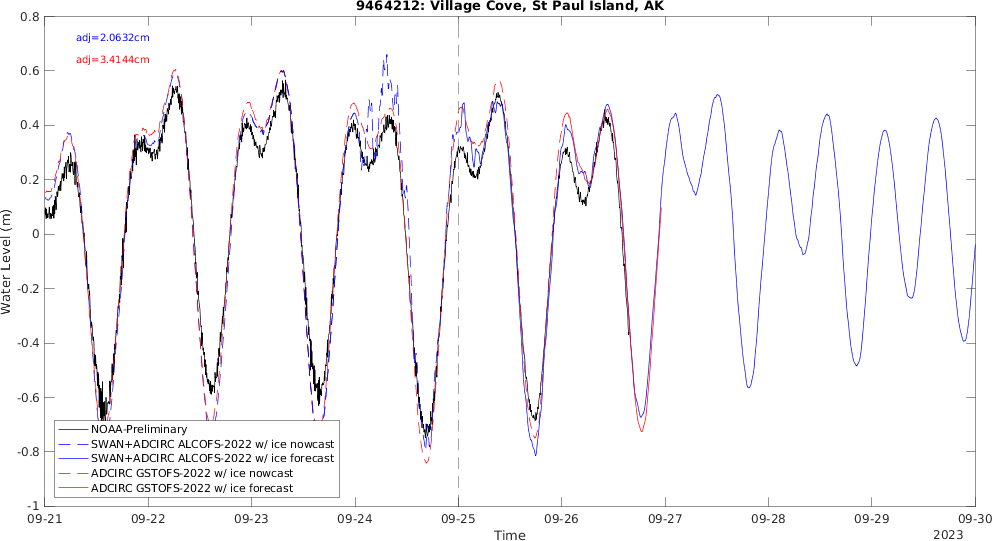 9464212: Village Cove, St Paul Island, AK
adj=2.0632cm
adj=3.4144cm
Water Level (m)
0.8
0.6
0.4
0.2
0
-0.2
-0.4
-0.6
-0.8
-1
NOAA-Preliminary
SWAN+ADCIRC ALCOFS-2022 w/ ice nowcast
SWAN+ADCIRC ALCOFS-2022 w/ ice forecast
ADCIRC GSTOFS-2022 w/ ice nowcast
ADCIRC GSTOFS-2022 w/ ice forecast
09-21 09-22 09-23 09-24 09-25 09-26 09-27 09-28 09-29 09-30
Time
2023